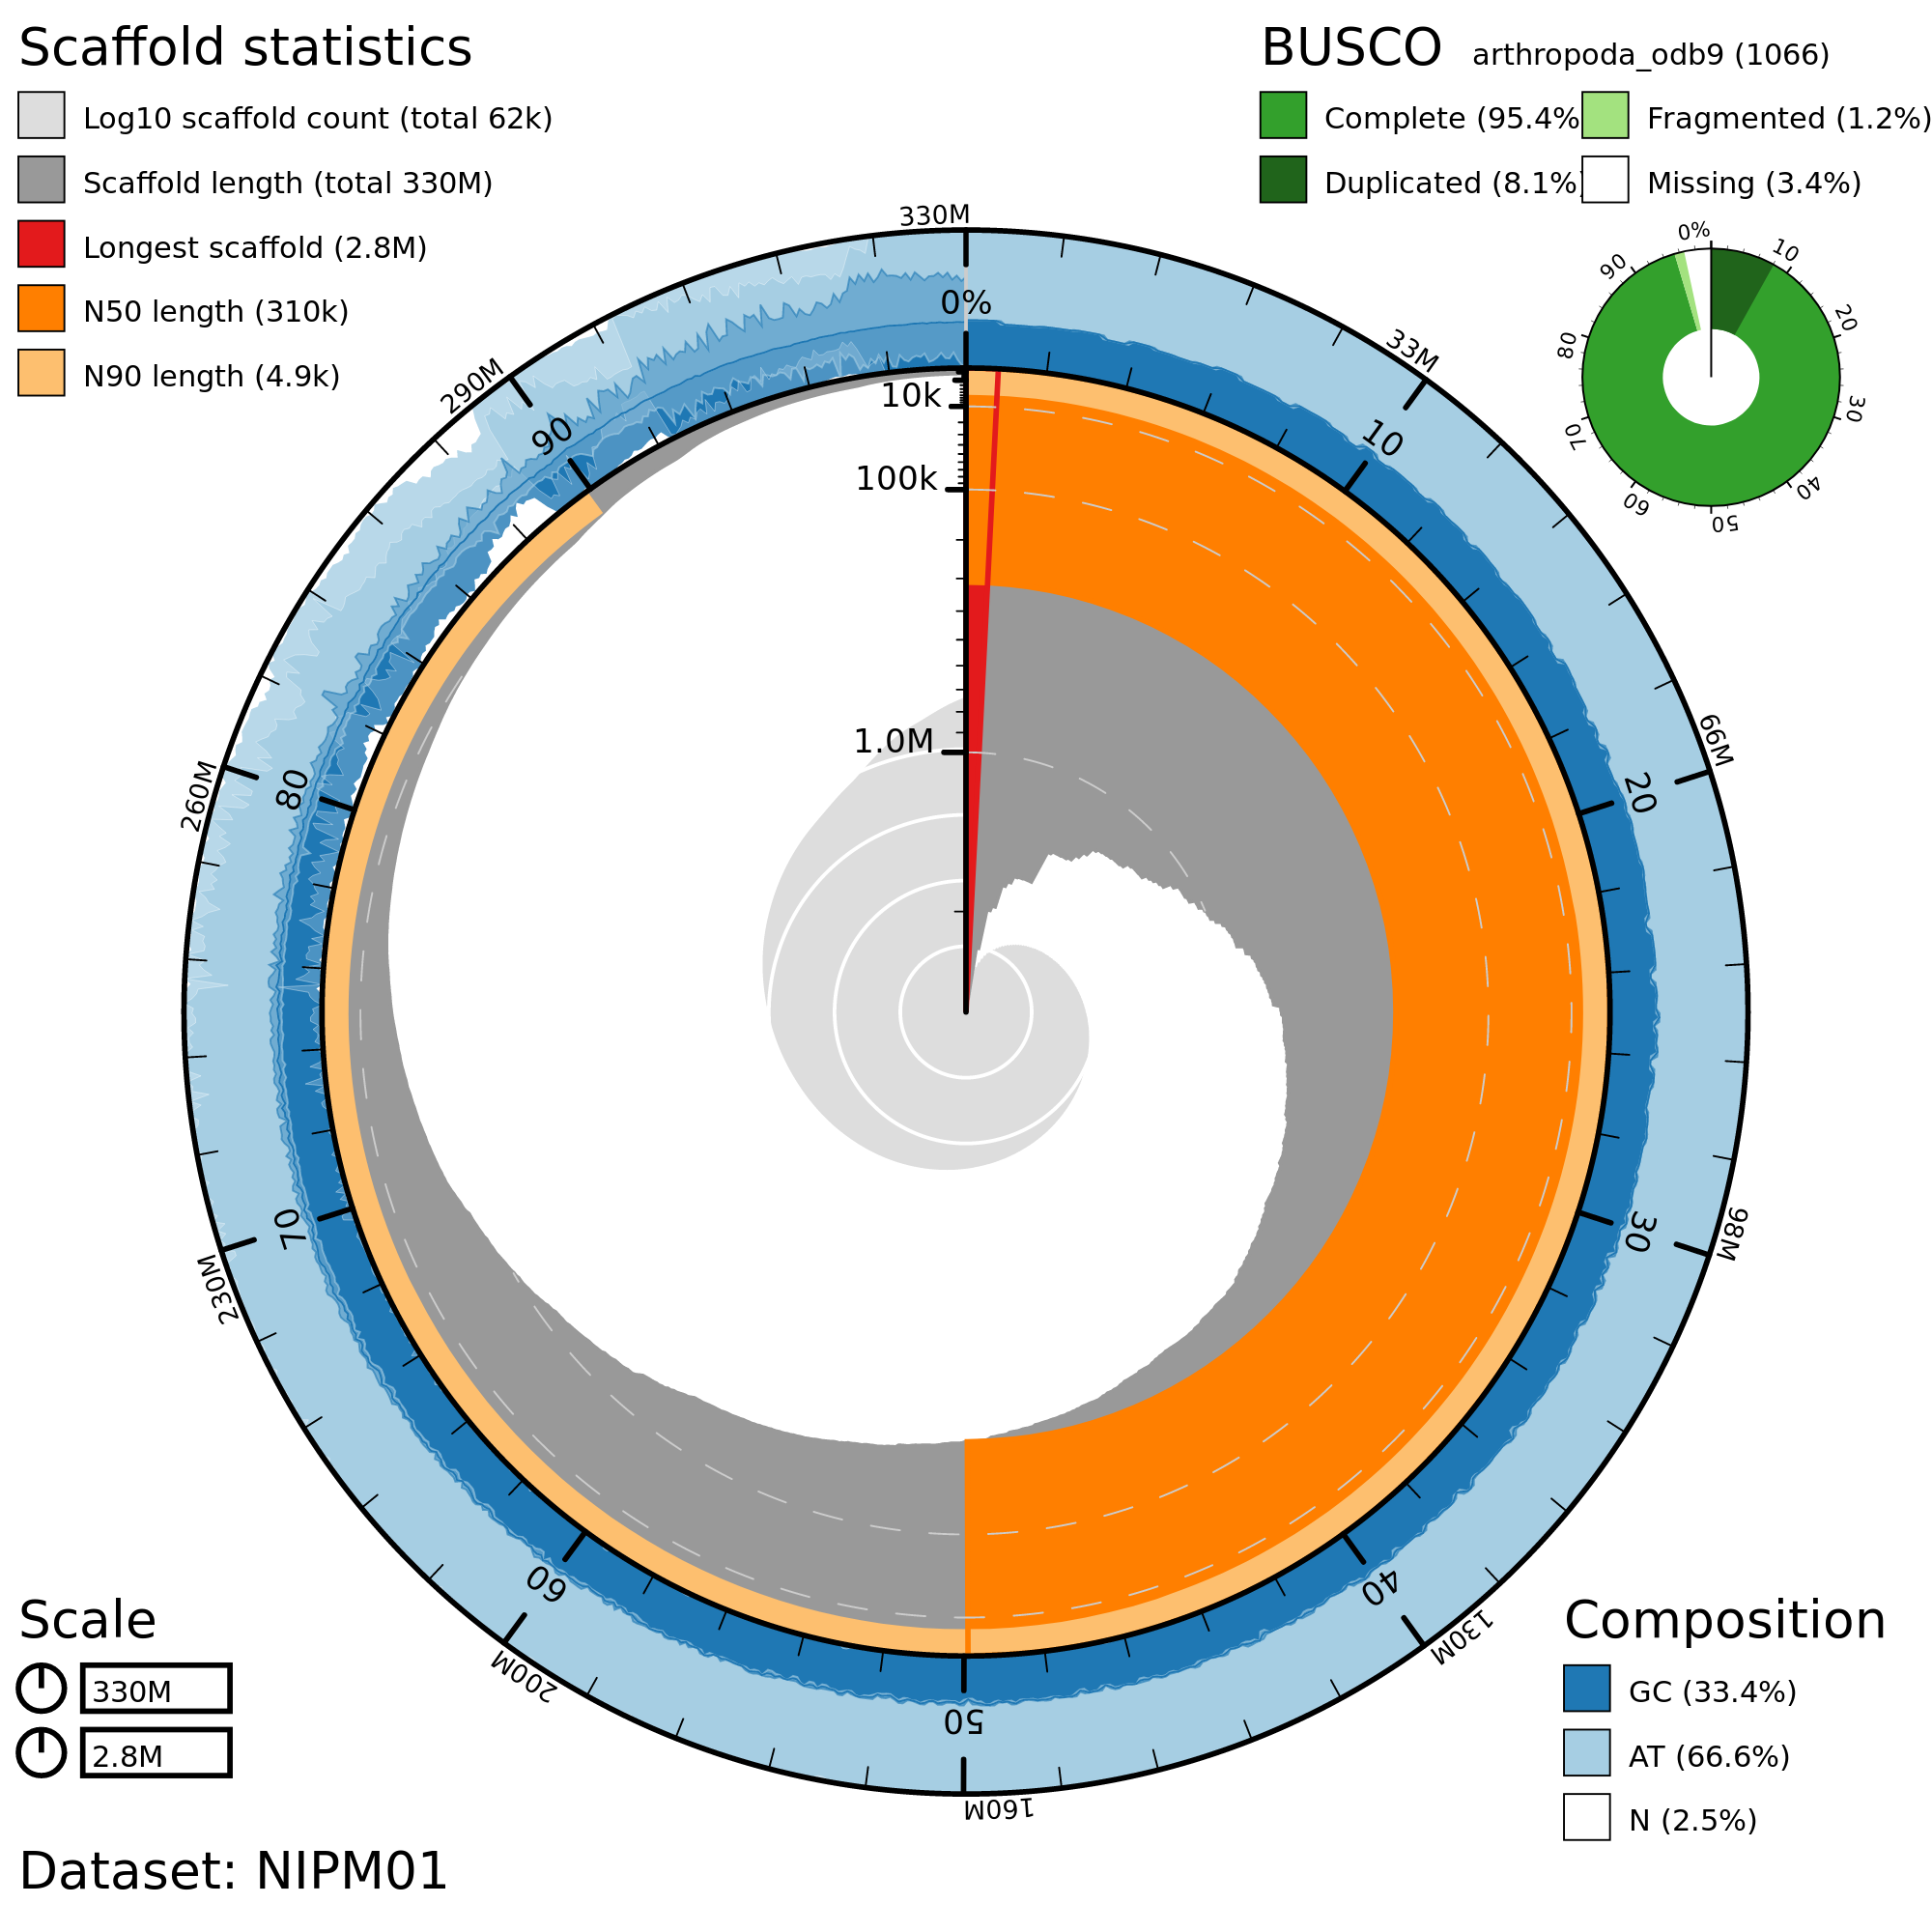 Scaffold statistics
Log10 scaffold count (total 62k)
Scaffold length (total 330M)
Longest scaffold (2.8M)
N50 length (310k)
N90 length (4.9k)
BUSCO arthropoda_odb9 (1066)
Complete (95.4%
Fragmented (1.2%)
Duplicated (8.1%)
Missing (3.4%)
0%
10
20
30
40
50
60
70
80
90
330M
33M
66M
98M
130M
160M
200M
230M
260M
290M
0%
10
20
30
40
50
60
70
80
90
10k
100k
1.0M
Scale
330M
2.8M
Composition
GC (33.4%)
AT (66.6%)
N (2.5%)
Dataset: NIPM01